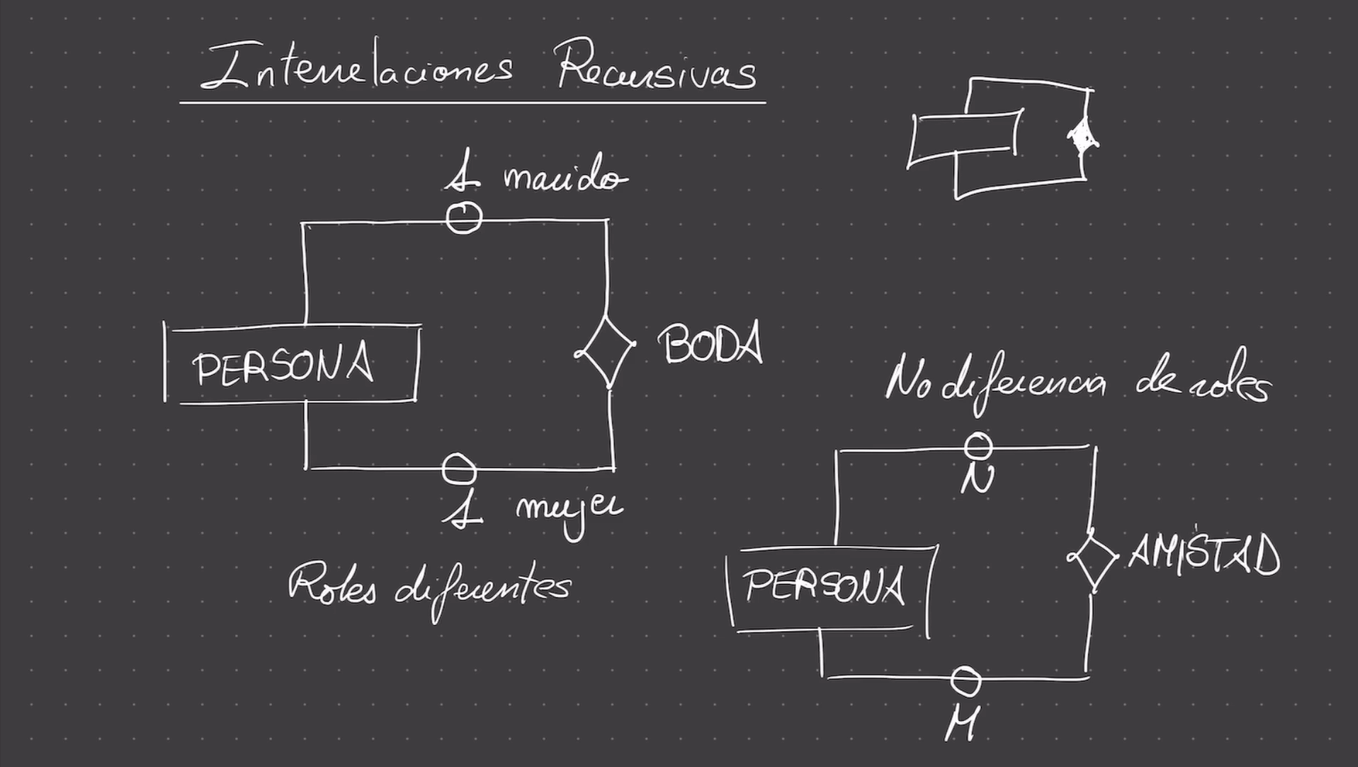 Interrelaciones Recursivas
1 marido
PERSONA
BODA
1 mujer
Roles diferentes
No diferencia de roles
N
PERSONA
AMISTAD
M